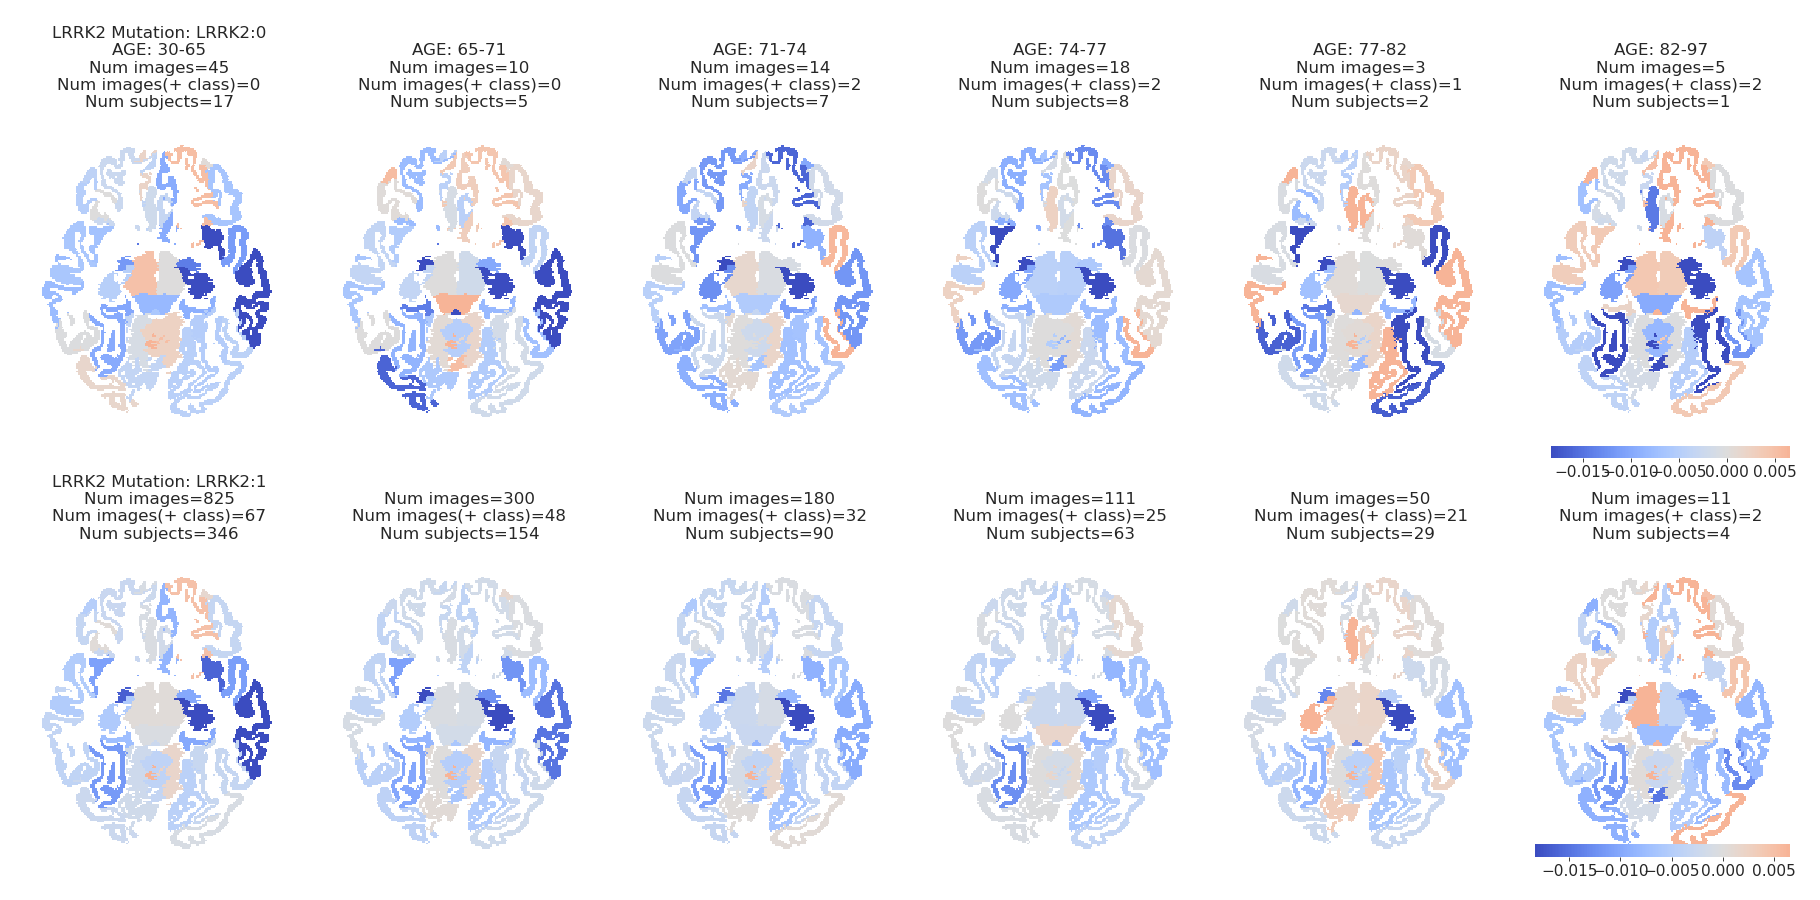 LRRK2 Mutation: LRRK2:0
AGE: 30-65
Num images=45
Num images(+ class)=0
Num subjects=17
AGE: 65-71
Num images=10
Num images(+ class)=0
Num subjects=5
AGE: 71-74
Num images=14
Num images(+ class)=2
Num subjects=7
AGE: 74-77
Num images=18
Num images(+ class)=2
Num subjects=8
AGE: 77-82
Num images=3
Num images(+ class)=1
Num subjects=2
AGE: 82-97
Num images=5
Num images(+ class)=2
Num subjects=1
−0.015 −0.010 −0.005 0.000 0.005
LRRK2 Mutation: LRRK2:1
Num images=825
Num images(+ class)=67
Num subjects=346
Num images=300
Num images(+ class)=48
Num subjects=154
Num images=180
Num images(+ class)=32
Num subjects=90
Num images=111
Num images(+ class)=25
Num subjects=63
Num images=50
Num images(+ class)=21
Num subjects=29
Num images=11
Num images(+ class)=2
Num subjects=4
−0.015 −0.010 −0.005 0.000 0.005